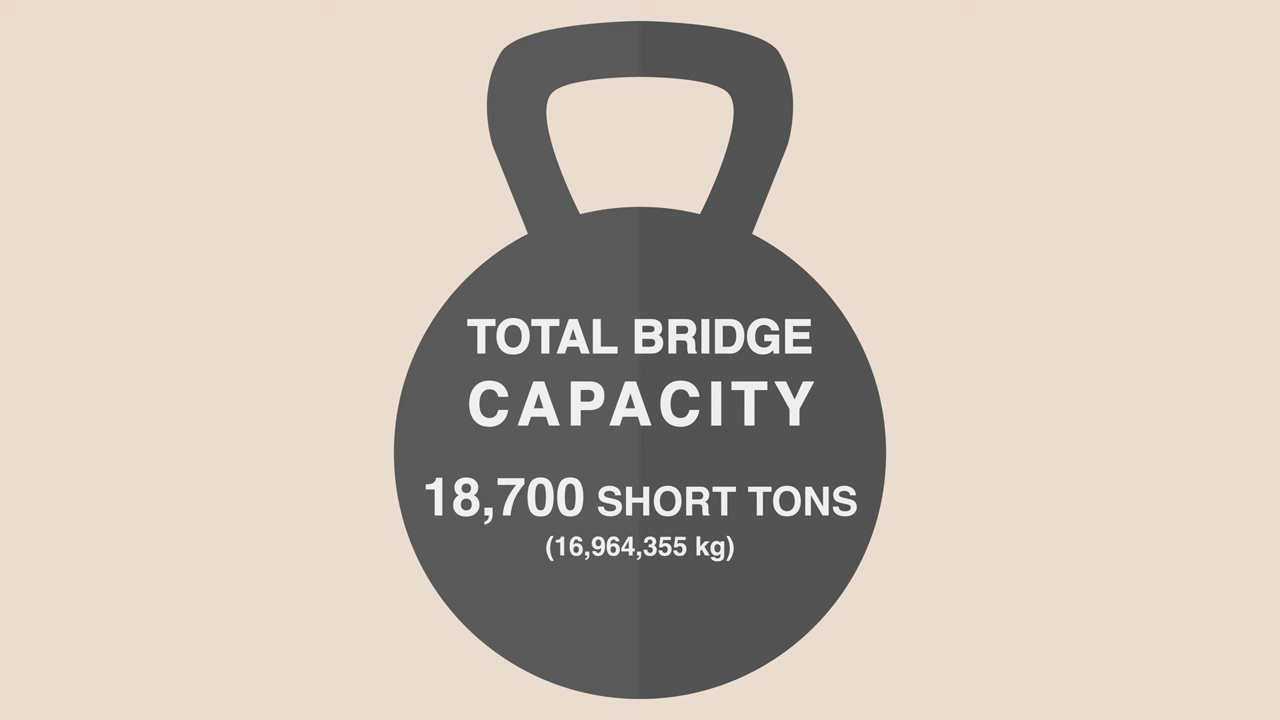 TOTAL BRIDGE
CAPACITY
18,700 SHORT TONS
(16,964,355 kg)